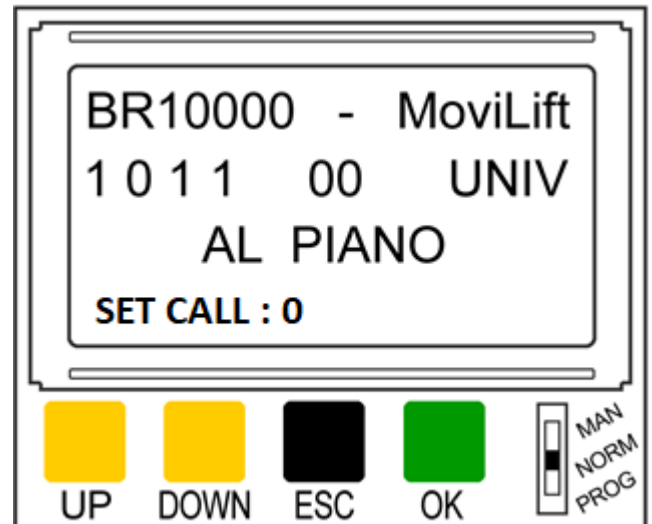 BR10000 - MoviLift
1 0 1 1 00 UNIV
AL PIANO
SET CALL : 0
UP DOWN ESC OK
MAN
NORM
PROG